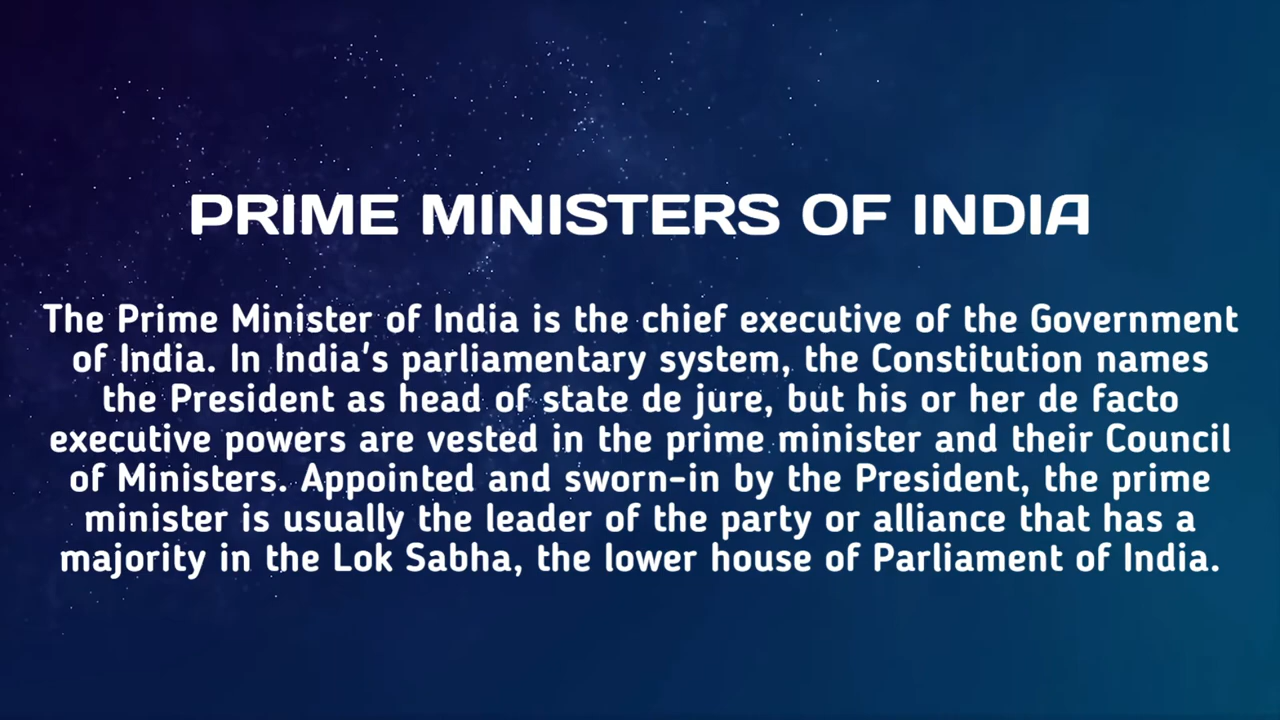 PRIME MINISTERS OF INDIA
The Prime Minister of India is the chief executive of the Government
of India. In India's parliamentary system, the Constitution names
the President as head of state de jure, but his or her de facto
executive powers are vested in the prime minister and their Council
of Ministers. Appointed and sworn-in by the President, the prime
minister is usually the leader of the party or alliance that has a
majority in the Lok Sabha, the lower house of Parliament of India.